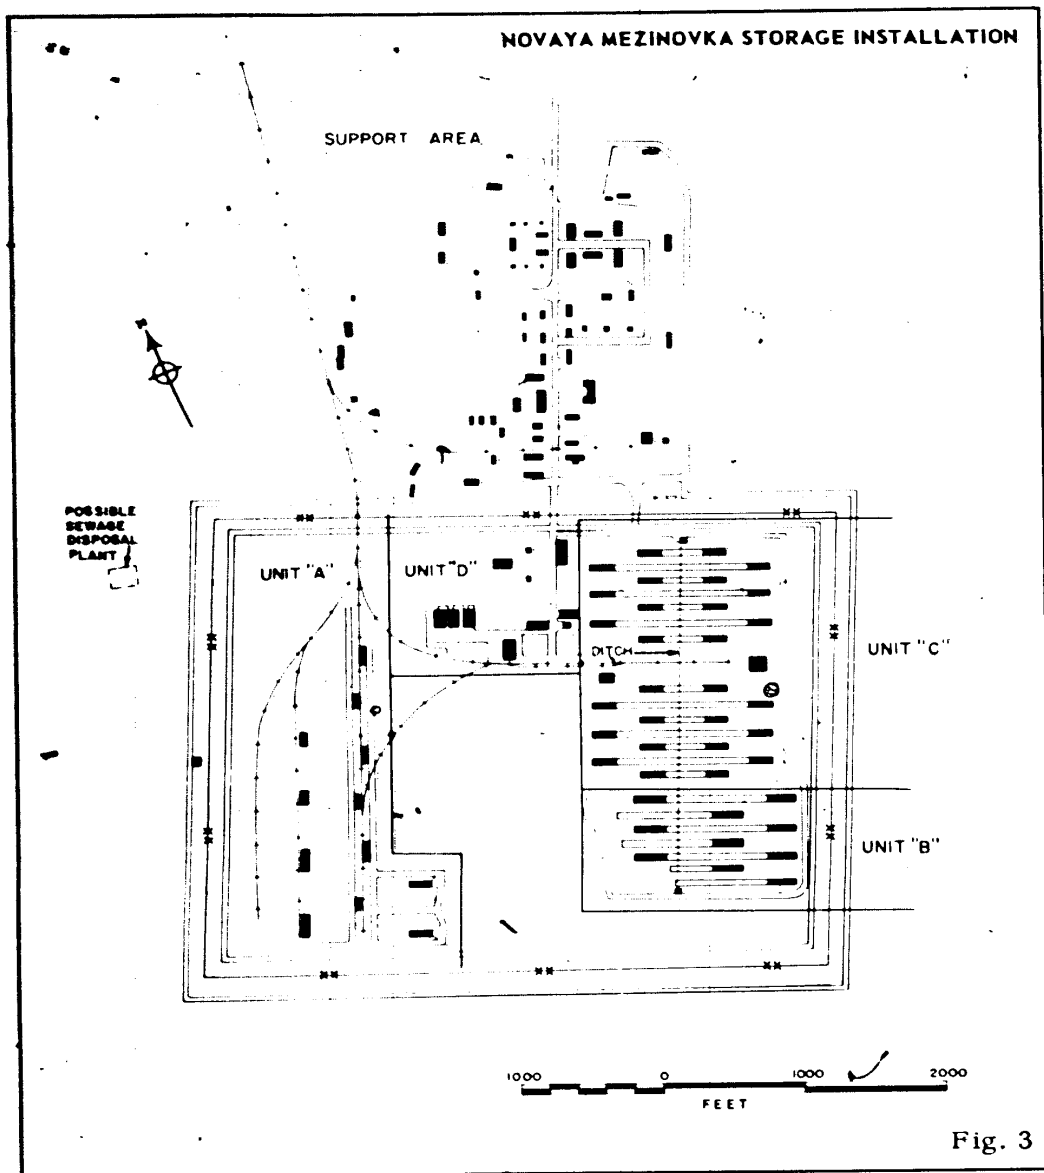 NOVAYA MEZINOVKA STORAGE INSTALLATION
SUPPORT AREA
POSSIBLE
SEWAGE
DISPOSAL
PLANT
UNIT "A"
UNIT "D"
DITCH
UNIT "C"
UNIT "B"
1000 0 1000 2000
FEET
Fig. 3